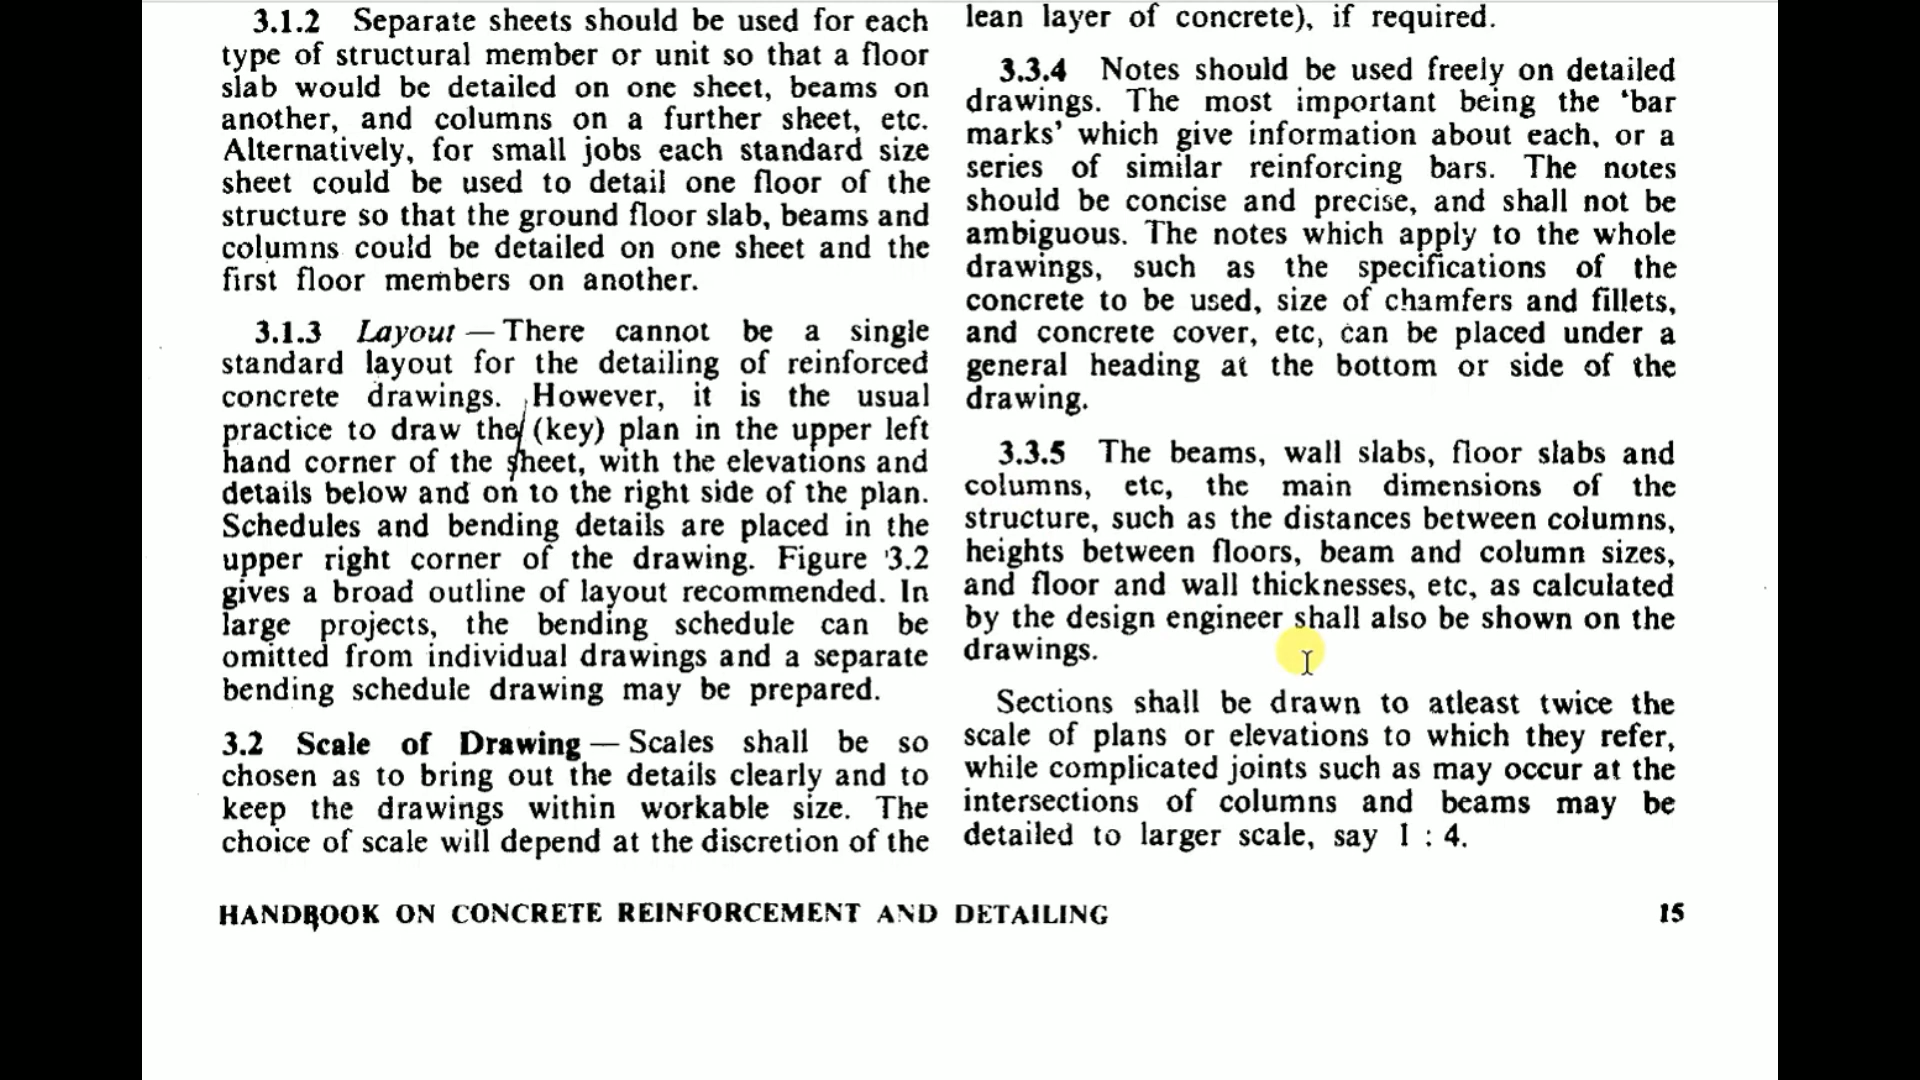 3.1.2 Separate sheets should be used for each
type of structural member or unit so that a floor
slab would be detailed on one sheet, beams on
another, and columns on a further sheet, etc.
Alternatively, for small jobs each standard size
sheet could be used to detail one floor of the
structure so that the ground floor slab, beams and
columns could be detailed on one sheet and the
first floor members on another.
3.1.3 Layout — There cannot be a single
standard layout for the detailing of reinforced
concrete drawings. However, it is the usual
practice to draw the (key) plan in the upper left
hand corner of the sheet, with the elevations and
details below and on to the right side of the plan.
Schedules and bending details are placed in the
upper right corner of the drawing. Figure 3.2
gives a broad outline of layout recommended. In
large projects, the bending schedule can be
omitted from individual drawings and a separate
bending schedule drawing may be prepared.
3.2 Scale of Drawing — Scales shall be so
chosen as to bring out the details clearly and to
keep the drawings within workable size. The
choice of scale will depend at the discretion of the
lean layer of concrete), if required.
3.3.4 Notes should be used freely on detailed
drawings. The most important being the ‘bar
marks’ which give information about each, or a
series of similar reinforcing bars. The notes
should be concise and precise, and shall not be
ambiguous. The notes which apply to the whole
drawings, such as the specifications of the
concrete to be used, size of chamfers and fillets,
and concrete cover, etc, can be placed under a
general heading at the bottom or side of the
drawing.
3.3.5 The beams, wall slabs, floor slabs and
columns, etc, the main dimensions of the
structure, such as the distances between columns,
heights between floors, beam and column sizes,
and floor and wall thicknesses, etc, as calculated
by the design engineer shall also be shown on the
drawings.
Sections shall be drawn to atleast twice the
scale of plans or elevations to which they refer,
while complicated joints such as may occur at the
intersections of columns and beams may be
detailed to larger scale, say 1 : 4.
HANDBOOK ON CONCRETE REINFORCEMENT AND DETAILING
15